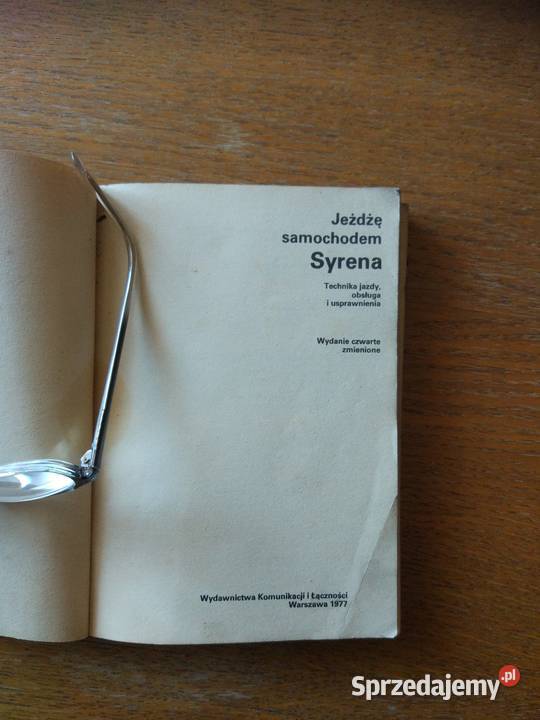 Jeżdżę
samochodem
Syrena
Technika jazdy,
obsługa
i usprawnienia
Wydanie czwarte
zmienione
Wydawnictwa Komunikacji i Łączności
Warszawa 1977
Sprzedajemy.pl